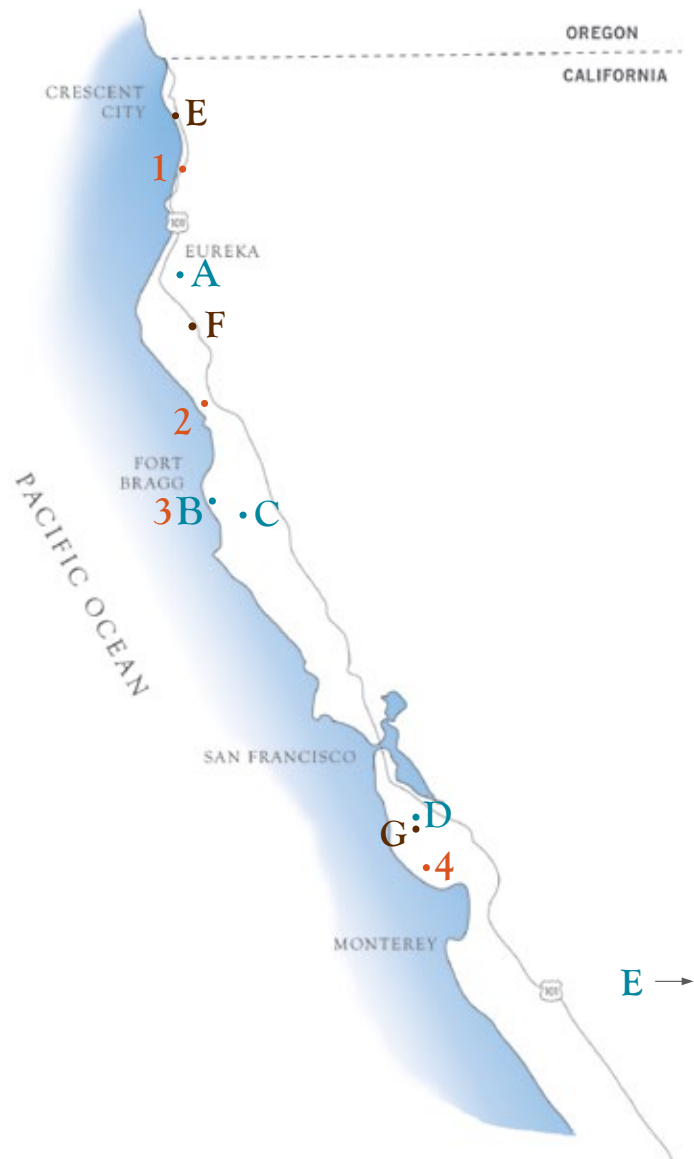 OREGON
CALIFORNIA
CRESCENT
CITY
E
1
101
EUREKA
A
F
2
FORT
BRAGG
3 B
C
PACIFIC OCEAN
SAN FRANCISCO
D
G
4
MONTEREY
E
101